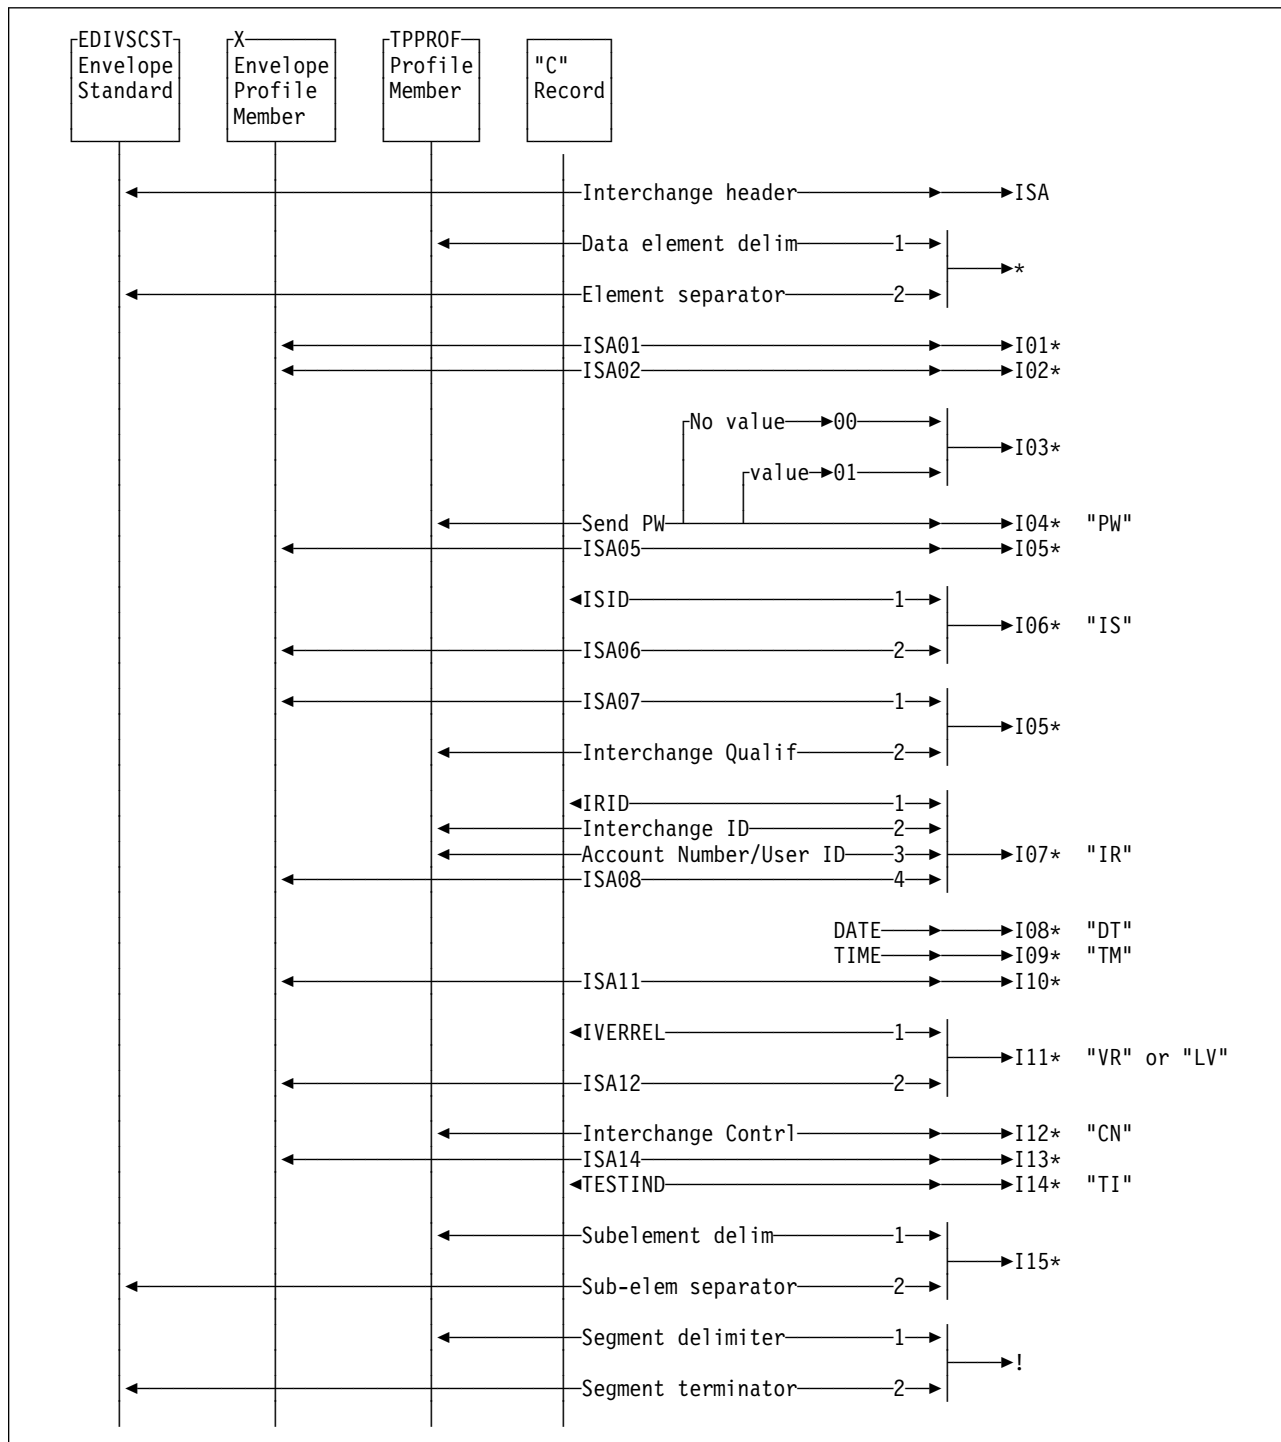 EDIVSCST X TPPROF
Envelope Envelope Profile "C"
Standard Profile Member Record
Member
Interchange header ISA
Data element delim 1
*
Element separator 2
ISA01 I01*
ISA02 I02*
No value 00
I03*
value 01
Send PW I04* "PW"
ISA05 I05*
ISID 1
I06* "IS"
ISA06 2
ISA07 1
I05*
Interchange Qualif 2
IRID 1
Interchange ID 2
Account Number/User ID 3 I07* "IR"
ISA08 4
DATE I08* "DT"
TIME I09* "TM"
ISA11 I10*
IVERREL 1
I11* "VR" or "LV"
ISA12 2
Interchange Contrl I12* "CN"
ISA14 I13*
TESTIND I14* "TI"
Subelement delim 1
I15*
Sub-elem separator 2
Segment delimiter 1
!
Segment terminator 2